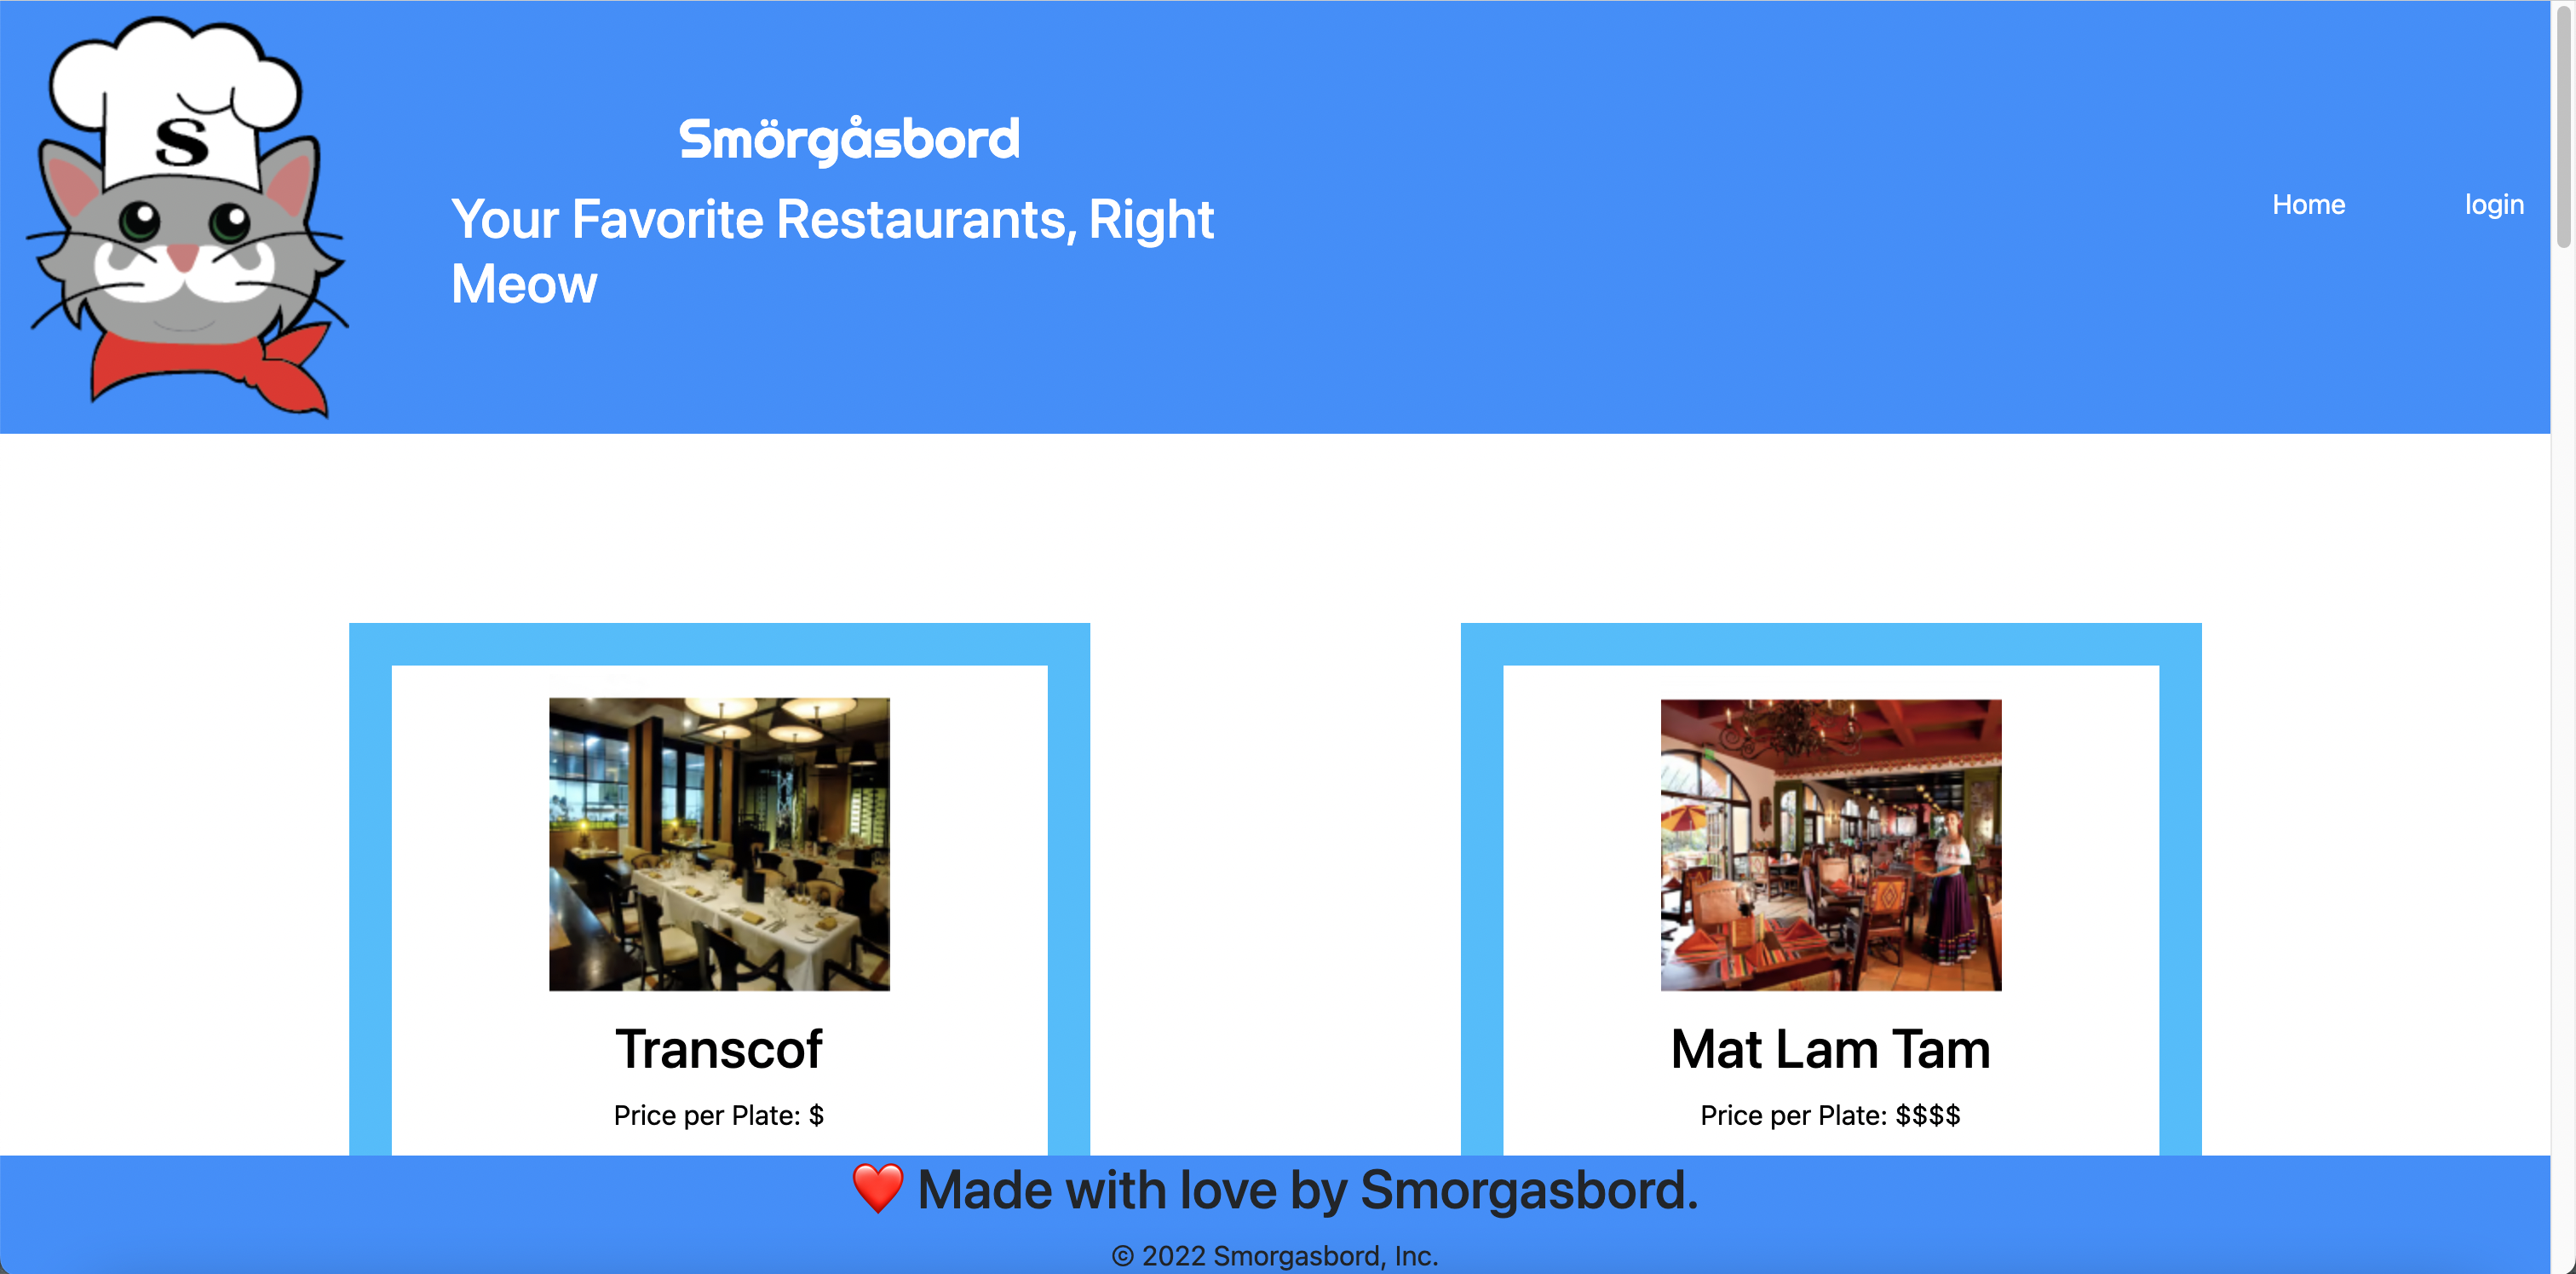 S
Smörgåsbord
Your Favorite Restaurants, Right
Meow
Home
login
Transcof
Price per Plate: $
Mat Lam Tam
Price per Plate: $$$$
❤️ Made with love by Smorgasbord.
© 2022 Smorgasbord, Inc.